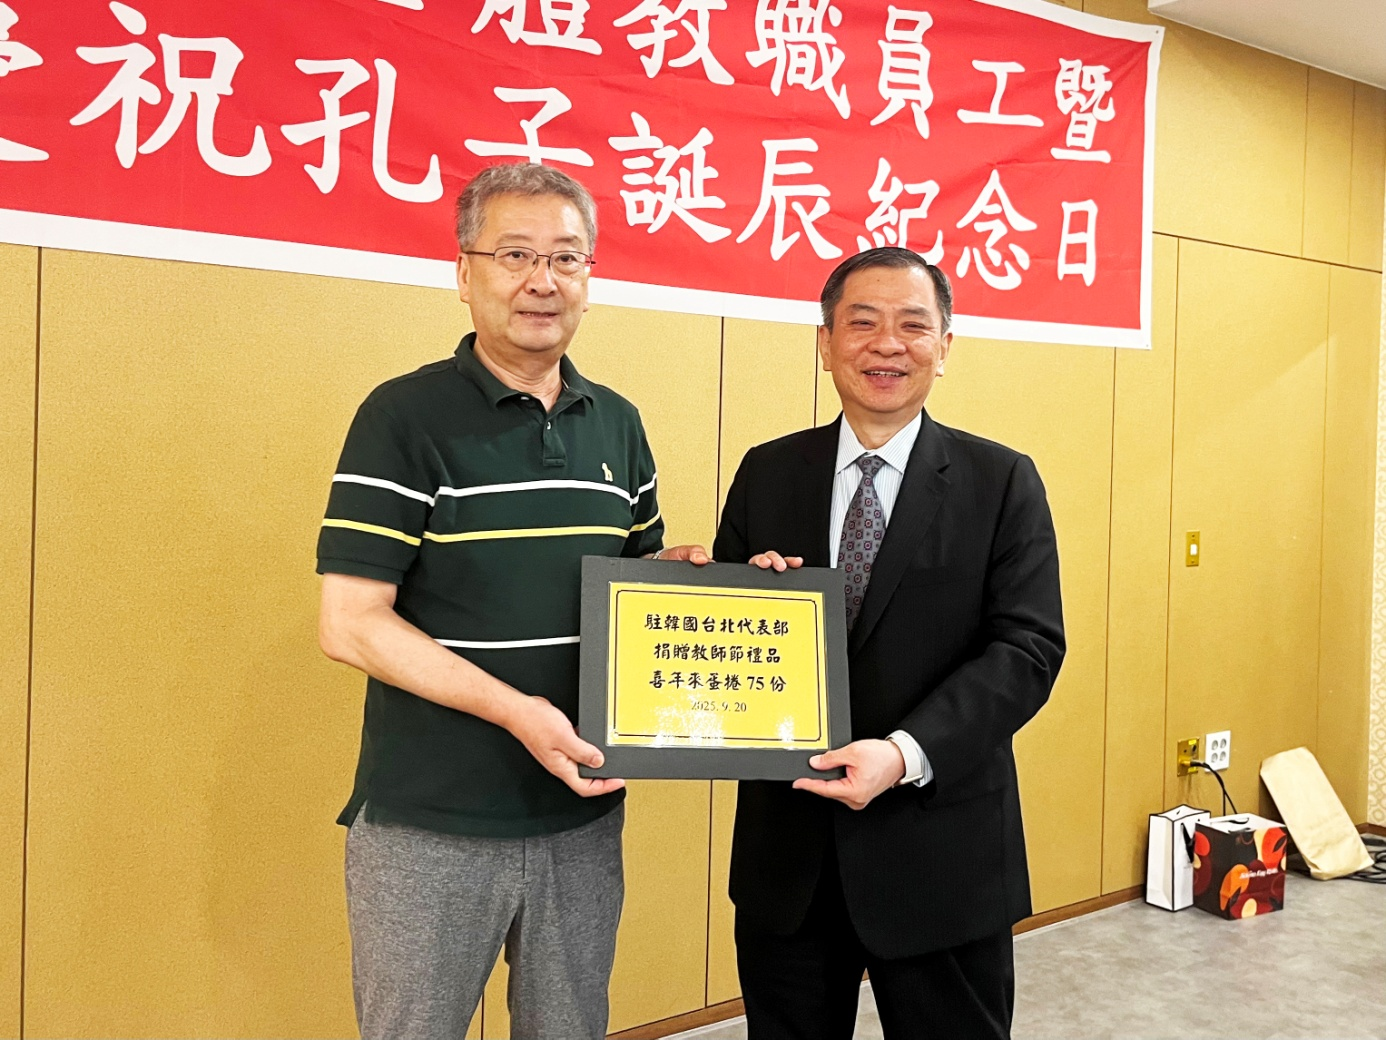 體教職員工暨
慶祝孔子誕辰紀念日
駐韓國台北代表部
捐贈教師節禮品
喜年來蛋捲 75 份
2025. 9. 20